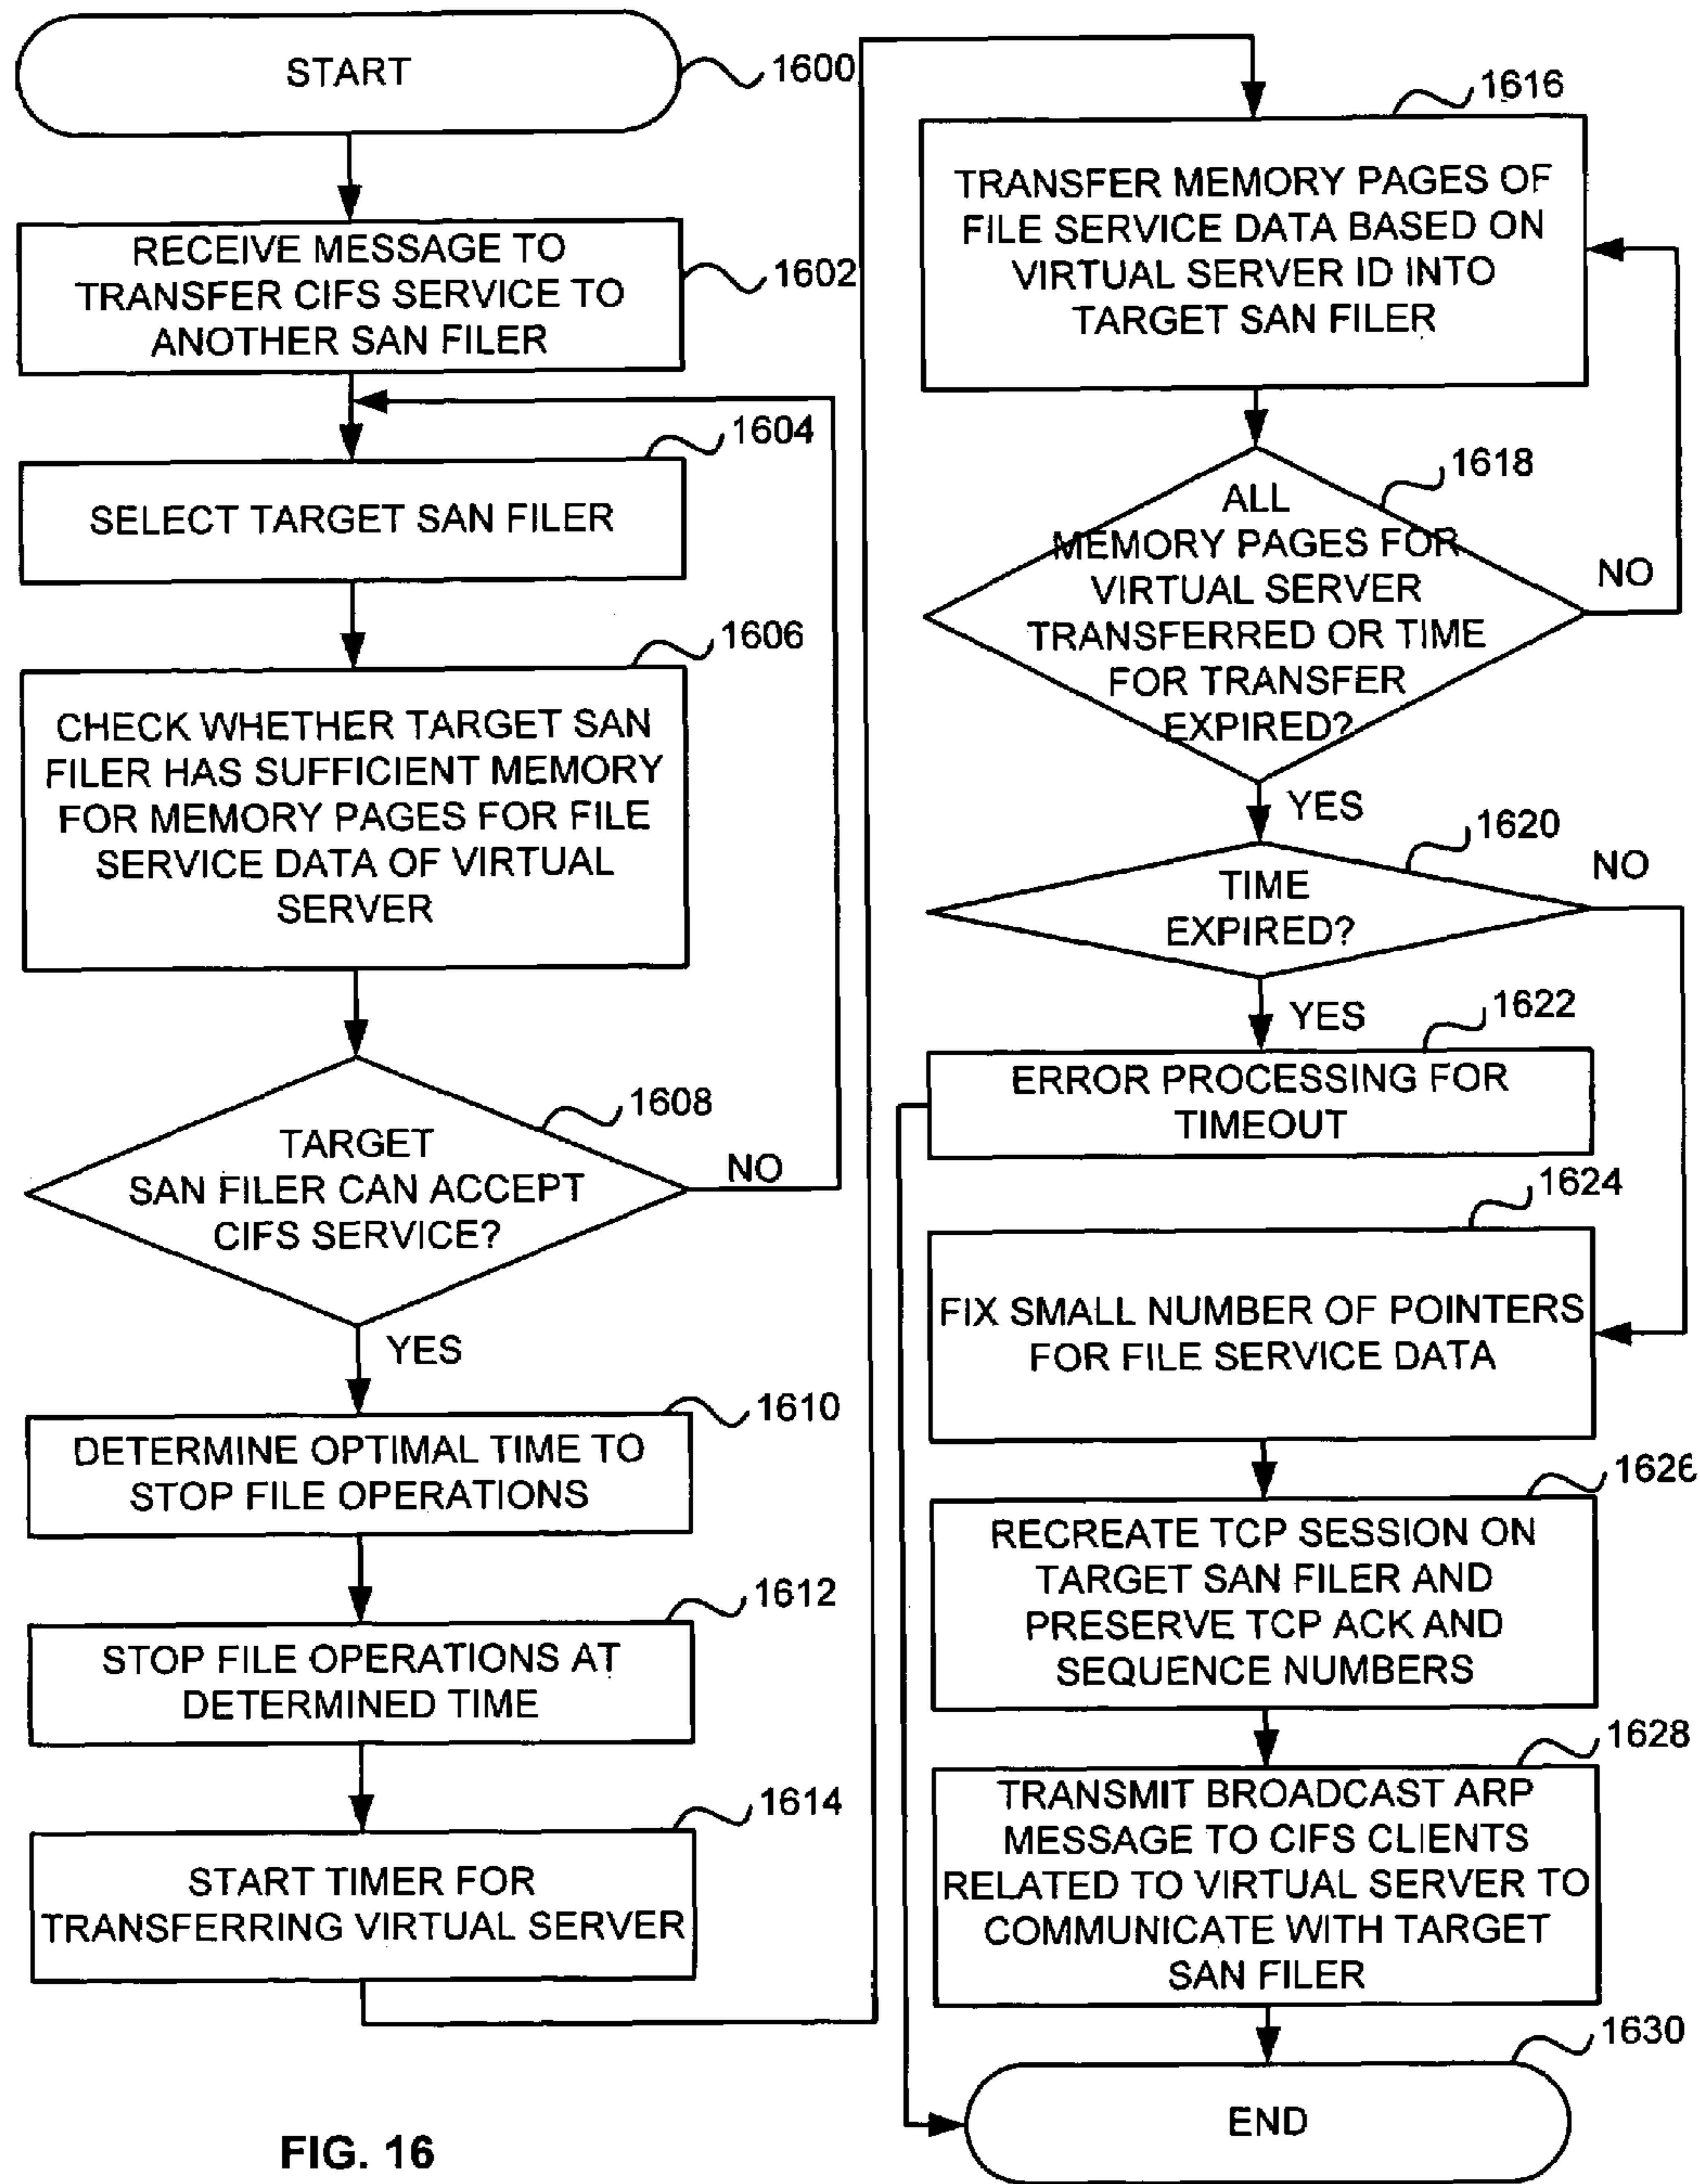 START
1600
RECEIVE MESSAGE TO
TRANSFER CIFS SERVICE TO
ANOTHER SAN FILER
1602
1604
SELECT TARGET SAN FILER
1606
CHECK WHETHER TARGET SAN
FILER HAS SUFFICIENT MEMORY
FOR MEMORY PAGES FOR FILE
SERVICE DATA OF VIRTUAL
SERVER
1608
TARGET
SAN FILER CAN ACCEPT
CIFS SERVICE?
NO
YES
1610
DETERMINE OPTIMAL TIME TO
STOP FILE OPERATIONS
1612
STOP FILE OPERATIONS AT
DETERMINED TIME
1614
START TIMER FOR
TRANSFERRING VIRTUAL SERVER
1616
TRANSFER MEMORY PAGES OF
FILE SERVICE DATA BASED ON
VIRTUAL SERVER ID INTO
TARGET SAN FILER
1618
ALL
MEMORY PAGES FOR
VIRTUAL SERVER
TRANSFERRED OR TIME
FOR TRANSFER
EXPIRED?
NO
YES
1620
TIME
EXPIRED?
NO
YES
1622
ERROR PROCESSING FOR
TIMEOUT
1624
FIX SMALL NUMBER OF POINTERS
FOR FILE SERVICE DATA
1626
RECREATE TCP SESSION ON
TARGET SAN FILER AND
PRESERVE TCP ACK AND
SEQUENCE NUMBERS
1628
TRANSMIT BROADCAST ARP
MESSAGE TO CIFS CLIENTS
RELATED TO VIRTUAL SERVER TO
COMMUNICATE WITH TARGET
SAN FILER
1630
END
FIG. 16